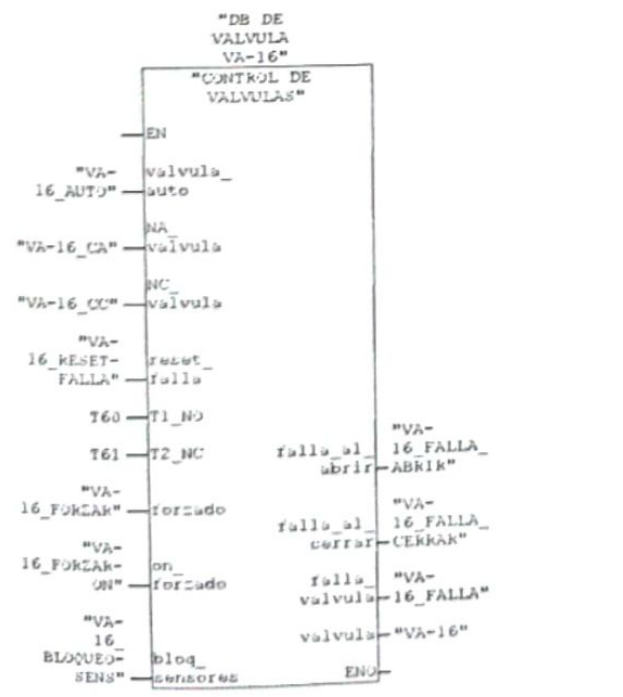 "DB DE
VALVULA
VA-16"
"CONTROL DE
VALVULAS"
EN
"VA-
16_AUTO"
valvula_
auto
"VA-16_CA"
NA_
valvula
"VA-16_CC"
NC_
valvula
"VA-
16_RESET-
FALLA"
reset_
falla
T60
T1_NO
T61
T2_NC
falla_al_
abrir
"VA-
16_FALLA_
ABRIR"
"VA-
16_FORZAR"
forzado
falla_al_
cerrar
"VA-
16_FALLA_
CERRAR"
"VA-
16_FORZAR-
ON"
on_
forzado
falla_
valvula
"VA-
16_FALLA"
valvula
"VA-16"
"VA-
16_
BLOQUEO-
SENS"
bloq_
sensores
ENO